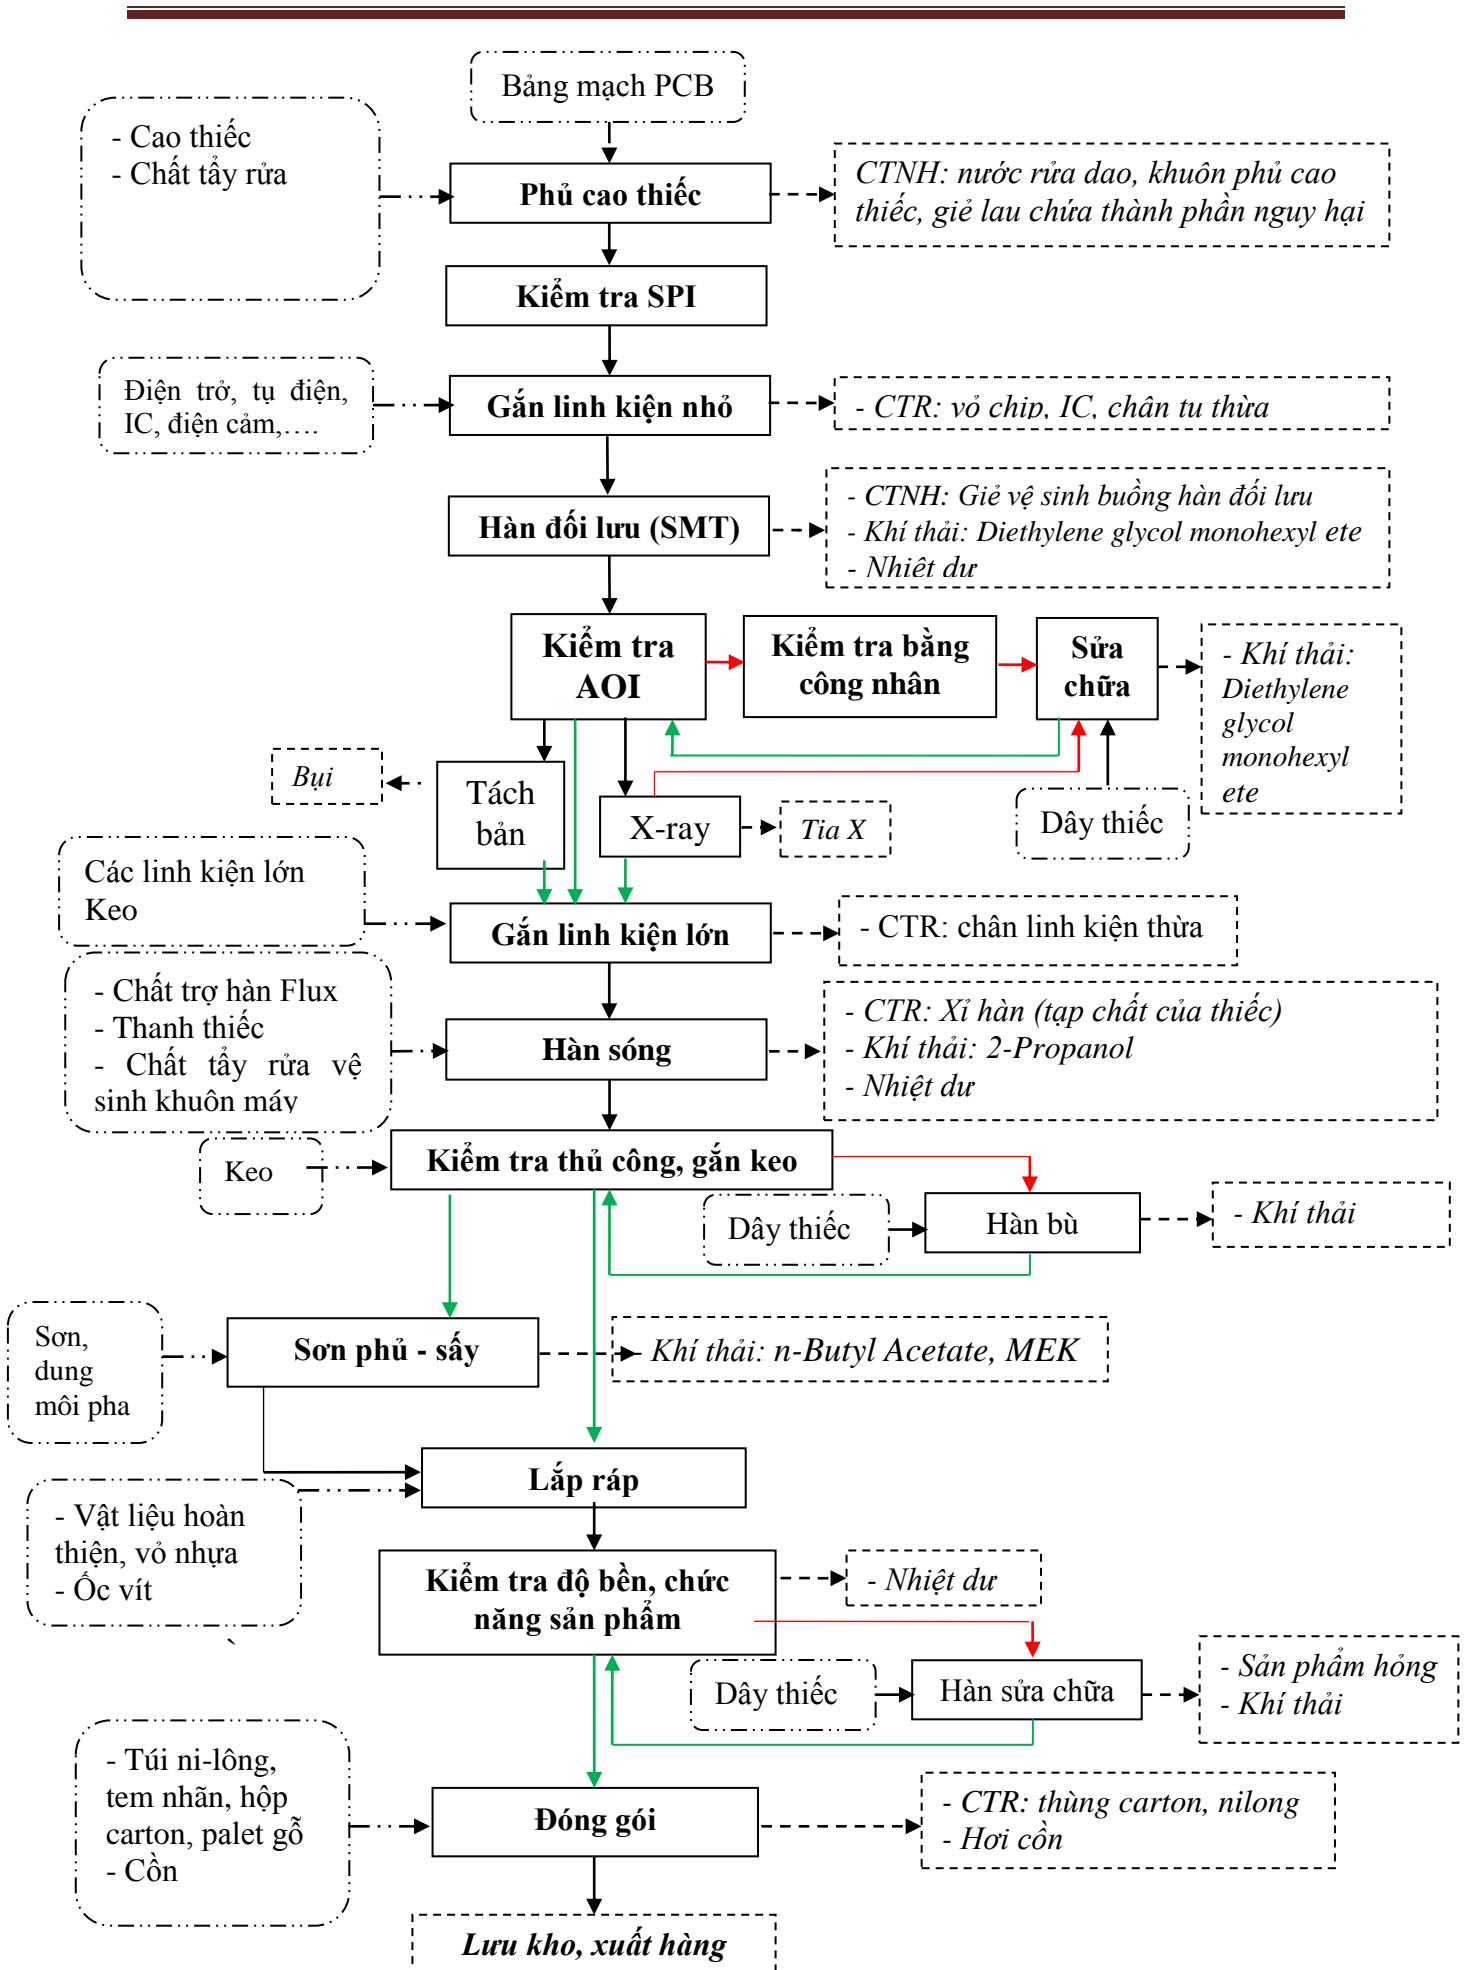 Bảng mạch PCB
- Cao thiếc
- Chất tẩy rửa
Phủ cao thiếc
CTNH: nước rửa dao, khuôn phủ cao
thiếc, giẻ lau chứa thành phần nguy hại
Kiểm tra SPI
Điện trở, tụ điện,
IC, điện cảm,….
Gắn linh kiện nhỏ
- CTR: vỏ chip, IC, chân tụ thừa
Hàn đối lưu (SMT)
- CTNH: Giẻ vệ sinh buồng hàn đối lưu
- Khí thải: Diethylene glycol monohexyl ete
- Nhiệt dư
Kiểm tra
AOI
Kiểm tra bằng
công nhân
Sửa
chữa
- Khí thải:
Diethylene
glycol
monohexyl
ete
Bụi
Tách
bản
X-ray
Tia X
Dây thiếc
Các linh kiện lớn
Keo
Gắn linh kiện lớn
- CTR: chân linh kiện thừa
- Chất trợ hàn Flux
- Thanh thiếc
- Chất tẩy rửa vệ
sinh khuôn máy
Hàn sóng
- CTR: Xỉ hàn (tạp chất của thiếc)
- Khí thải: 2-Propanol
- Nhiệt dư
Keo
Kiểm tra thủ công, gắn keo
Dây thiếc
Hàn bù
- Khí thải
Sơn,
dung
môi pha
Sơn phủ - sấy
Khí thải: n-Butyl Acetate, MEK
Lắp ráp
- Vật liệu hoàn
thiện, vỏ nhựa
- Ốc vít
Kiểm tra độ bền, chức
năng sản phẩm
- Nhiệt dư
Dây thiếc
Hàn sửa chữa
- Sản phẩm hỏng
- Khí thải
- Túi ni-lông,
tem nhãn, hộp
carton, palet gỗ
- Cồn
Đóng gói
- CTR: thùng carton, nilong
- Hơi cồn
Lưu kho, xuất hàng